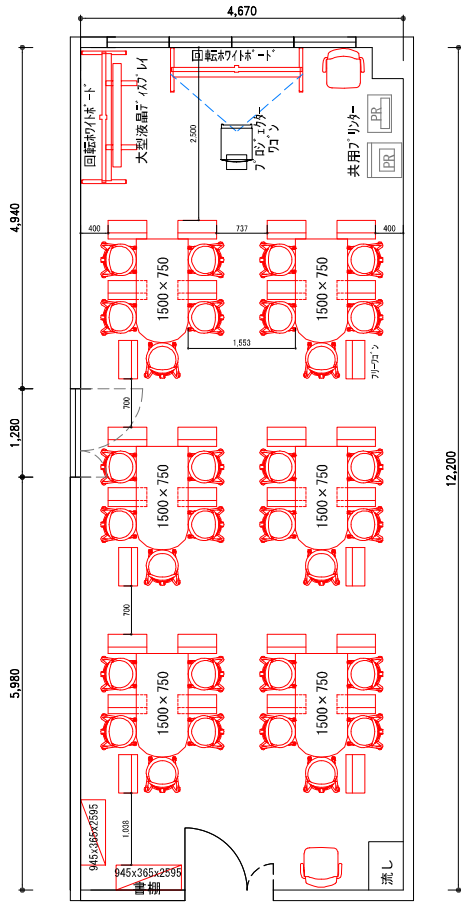 4,670
回転ホワイトボード
回転ホワイトボード
大型液晶ディスプレイ
2,500
プロジェクター
ワゴン
共用プリンター
PR
PR
4,940
400
737
400
1500×750
1500×750
1,553
フリーワゴン
700
1,280
12,200
1500×750
1500×750
700
5,980
1500×750
1500×750
1,038
945x365x2595
945x365x2595
書棚
流し